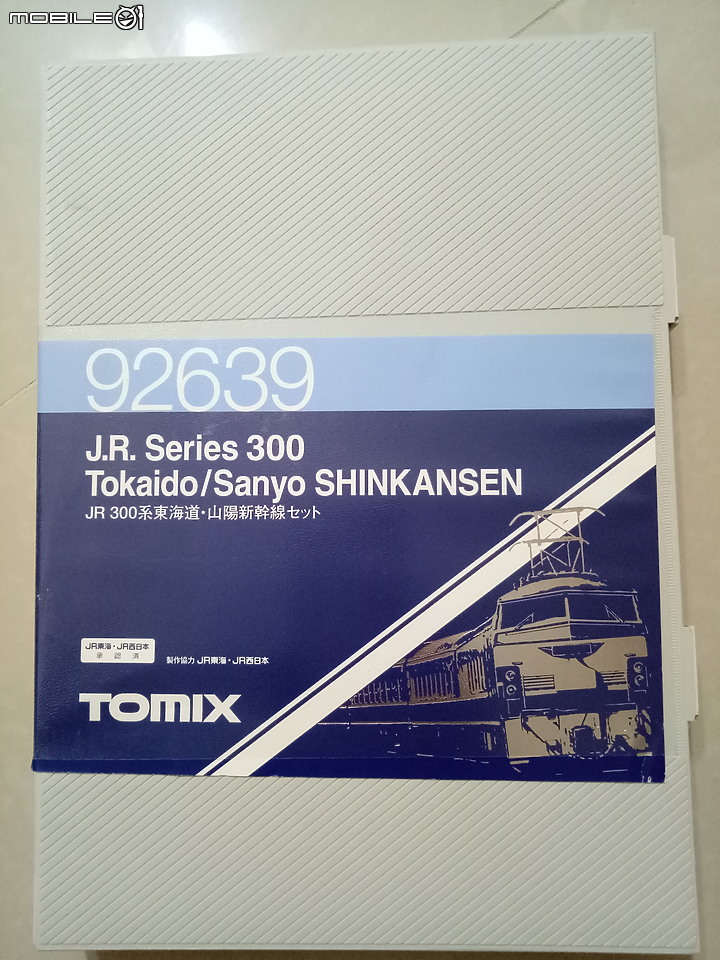 MOBILE01
92639
J.R. Series 300
Tokaido/Sanyo SHINKANSEN
JR 300系東海道・山陽新幹線セット
JR東海・JR西日本
承認済
製作協力 JR東海・JR西日本
TOMIX